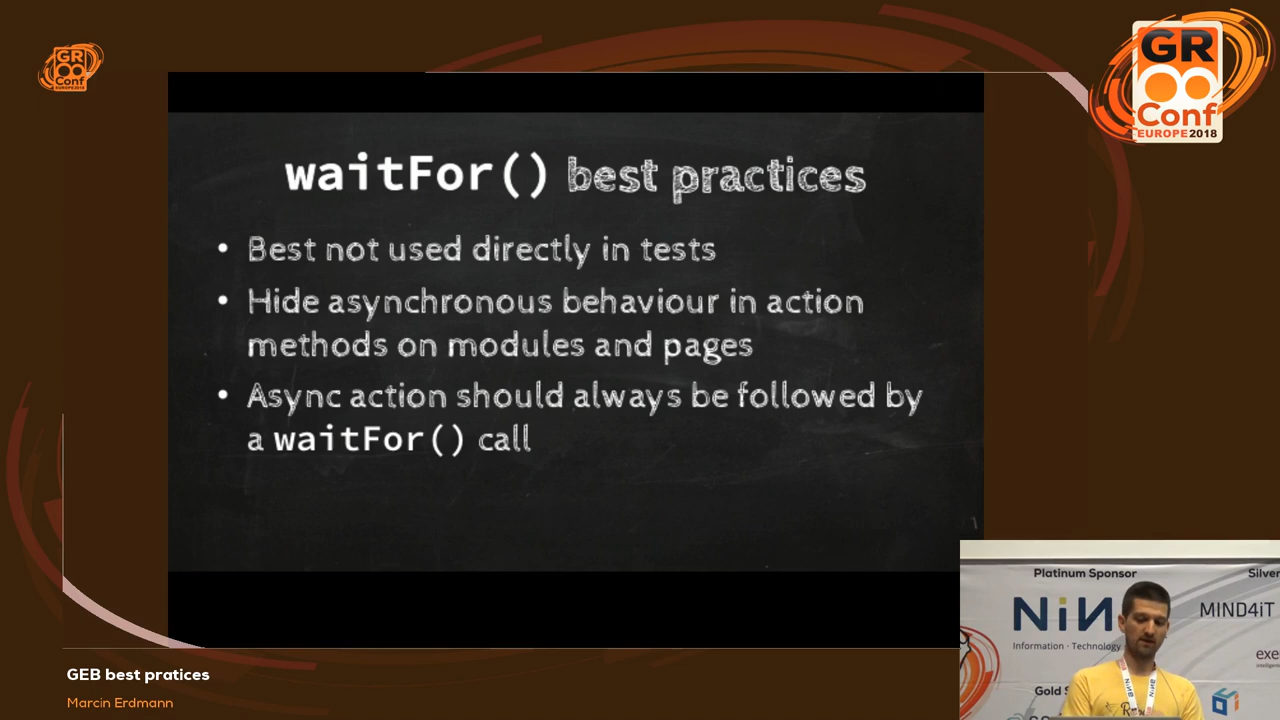 GR
Conf
EUROPE 2018
GR
Conf
EUROPE 2018
waitFor() best practices
• Best not used directly in tests
• Hide asynchronous behaviour in action
methods on modules and pages
• Async action should always be followed by
a waitFor() call
Platinum Sponsor
Silver
NiN
MIND4iT
Information · Technology
exe
Gold S
GEB best pratices
Marcin Erdmann